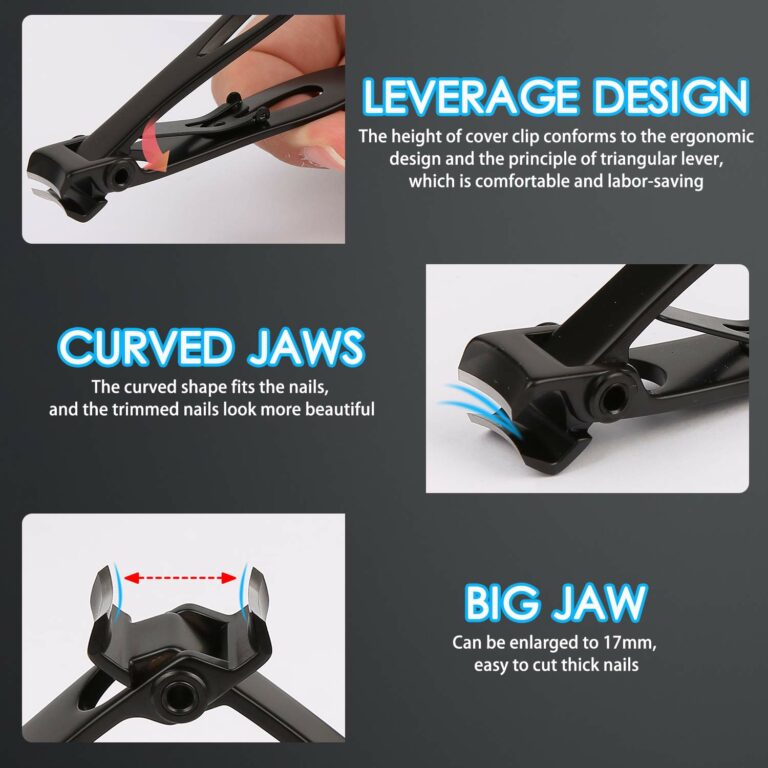 LEVERAGE DESIGN
The height of cover clip conforms to the ergonomic
design and the principle of triangular lever,
which is comfortable and labor-saving
CURVED JAWS
The curved shape fits the nails,
and the trimmed nails look more beautiful
BIG JAW
Can be enlarged to 17mm,
easy to cut thick nails